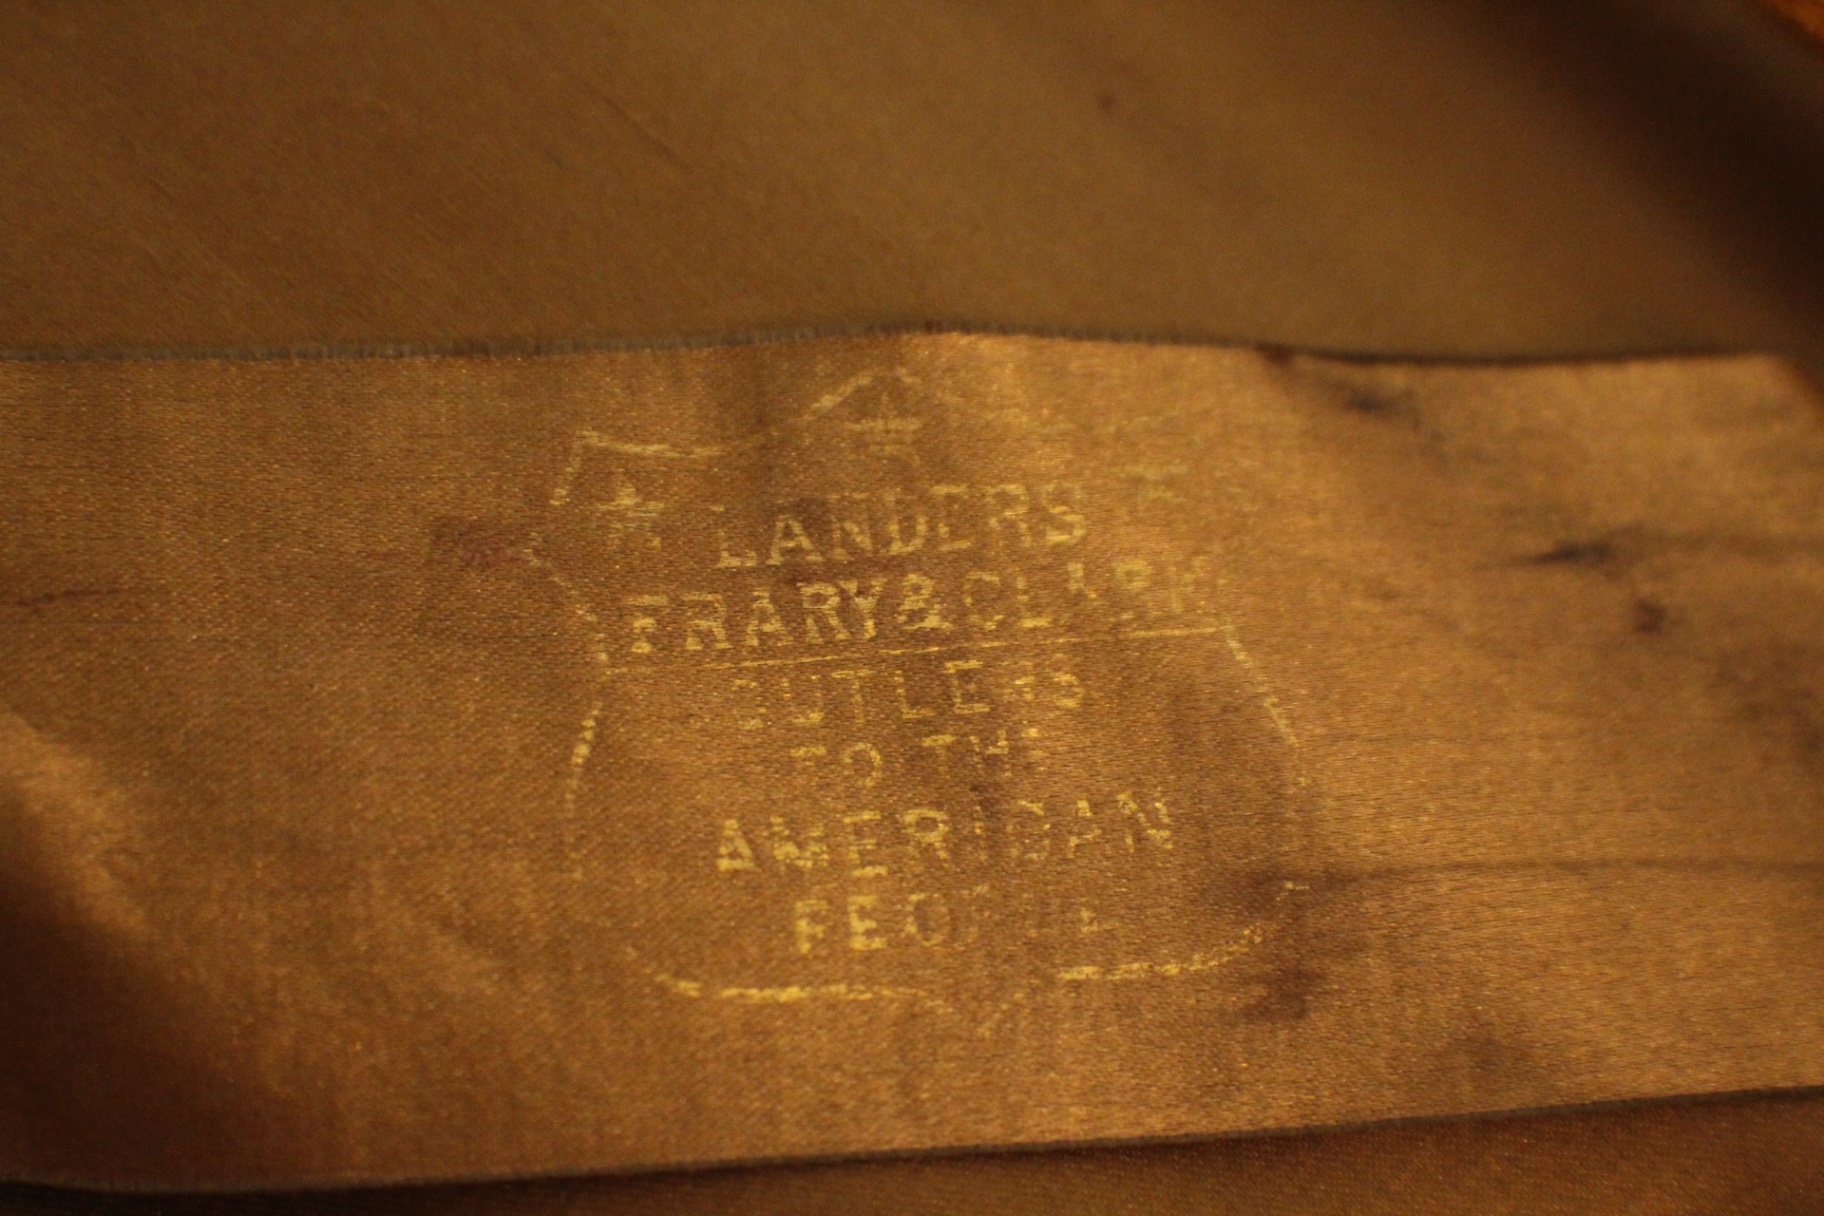 LANDERS
FRARY & CLARK
CUTLERS
TO THE
AMERICAN
PEOPLE